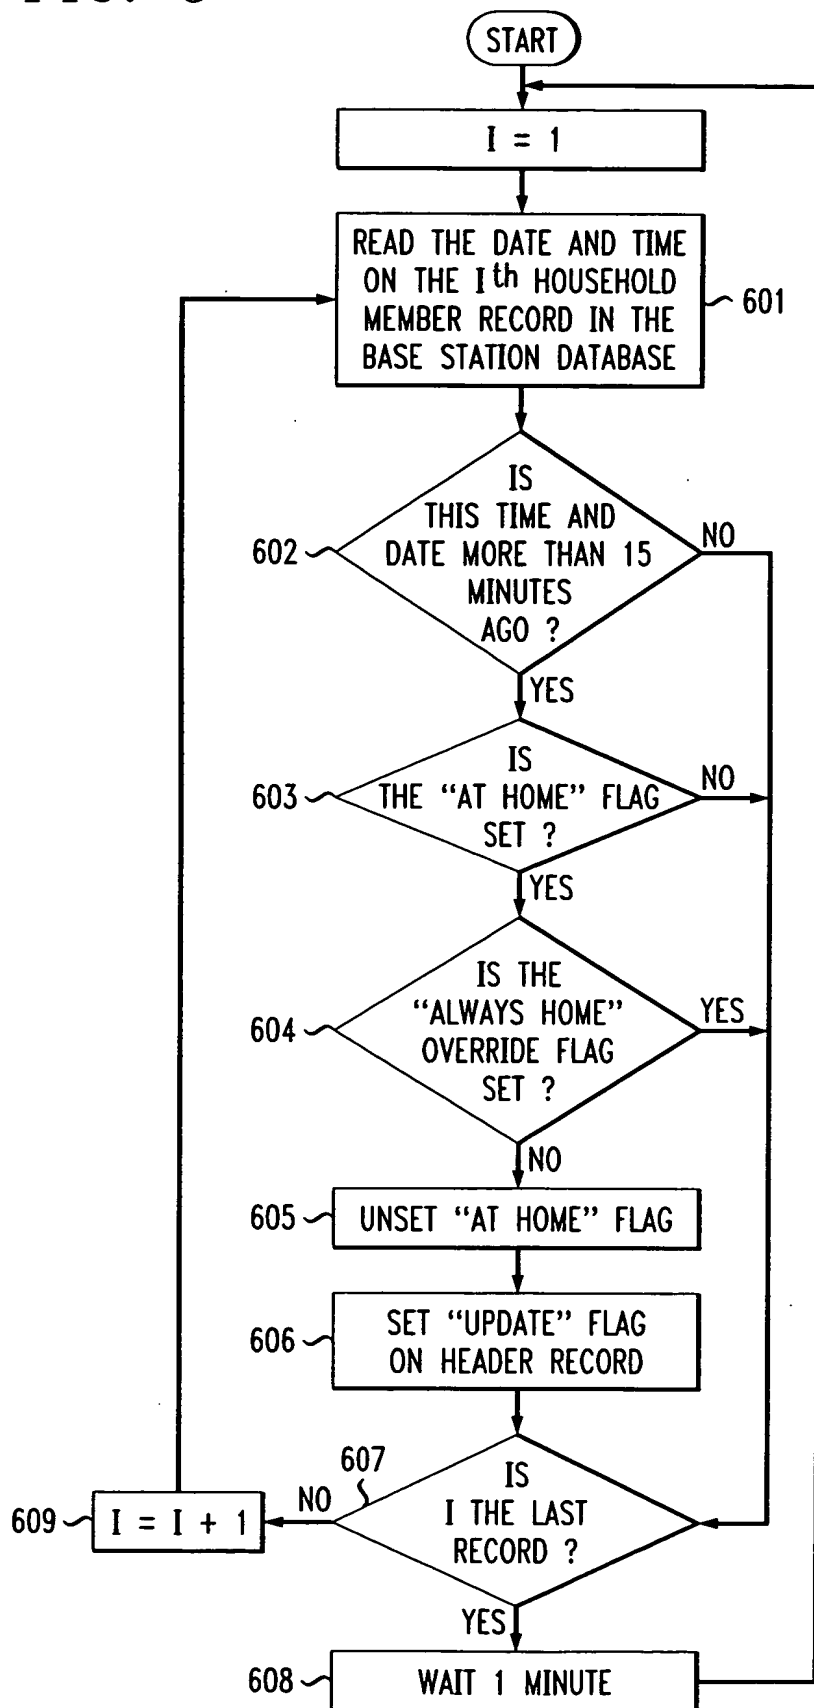 START
I = 1
READ THE DATE AND TIME
ON THE Ith HOUSEHOLD
MEMBER RECORD IN THE
BASE STATION DATABASE
601
IS
THIS TIME AND
DATE MORE THAN 15
MINUTES
AGO ?
602
NO
YES
IS
THE “AT HOME” FLAG
SET ?
603
NO
YES
IS THE
“ALWAYS HOME”
OVERRIDE FLAG
SET ?
604
YES
NO
605
UNSET “AT HOME” FLAG
606
SET “UPDATE” FLAG
ON HEADER RECORD
607
IS
I THE LAST
RECORD ?
NO
609
I = I + 1
YES
608
WAIT 1 MINUTE